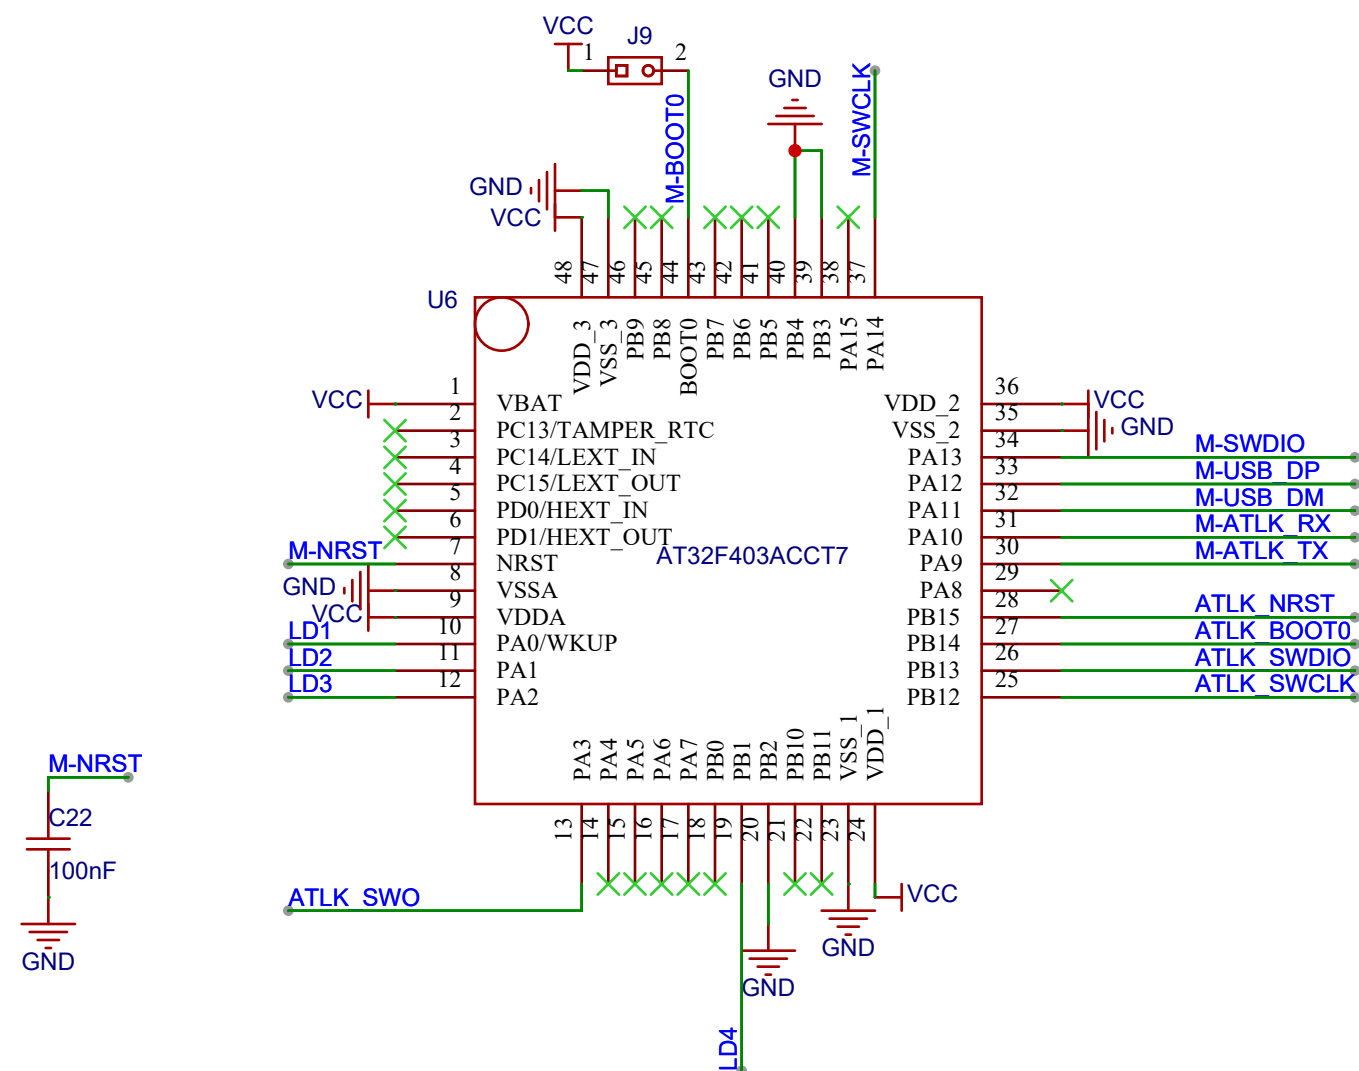 VCC
1
J9
2
M-BOOT0
GND
M-SWCLK
GND
VCC
48
47
46
45
44
43
42
41
40
39
38
37
U6
VDD_3
VSS_3
PB9
PB8
BOOT0
PB7
PB6
PB5
PB4
PB3
PA15
PA14
VCC
1
VBAT
2
PC13/TAMPER_RTC
3
PC14/LEXT_IN
4
PC15/LEXT_OUT
5
PD0/HEXT_IN
6
PD1/HEXT_OUT
M-NRST
7
NRST
GND
8
VSSA
VCC
9
VDDA
LD1
10
PA0/WKUP
LD2
11
PA1
LD3
12
PA2
AT32F403ACCT7
VDD_2
36
VCC
VSS_2
35
GND
PA13
34
M-SWDIO
PA12
33
M-USB_DP
PA11
32
M-USB_DM
PA10
31
M-ATLK_RX
PA9
30
M-ATLK_TX
PA8
29
PB15
28
ATLK_NRST
PB14
27
ATLK_BOOT0
PB13
26
ATLK_SWDIO
PB12
25
ATLK_SWCLK
PA3
PA4
PA5
PA6
PA7
PB0
PB1
PB2
PB10
PB11
VSS_1
VDD_1
13
14
15
16
17
18
19
20
21
22
23
24
M-NRST
C22
100nF
GND
ATLK_SWO
VCC
GND
GND
LD4